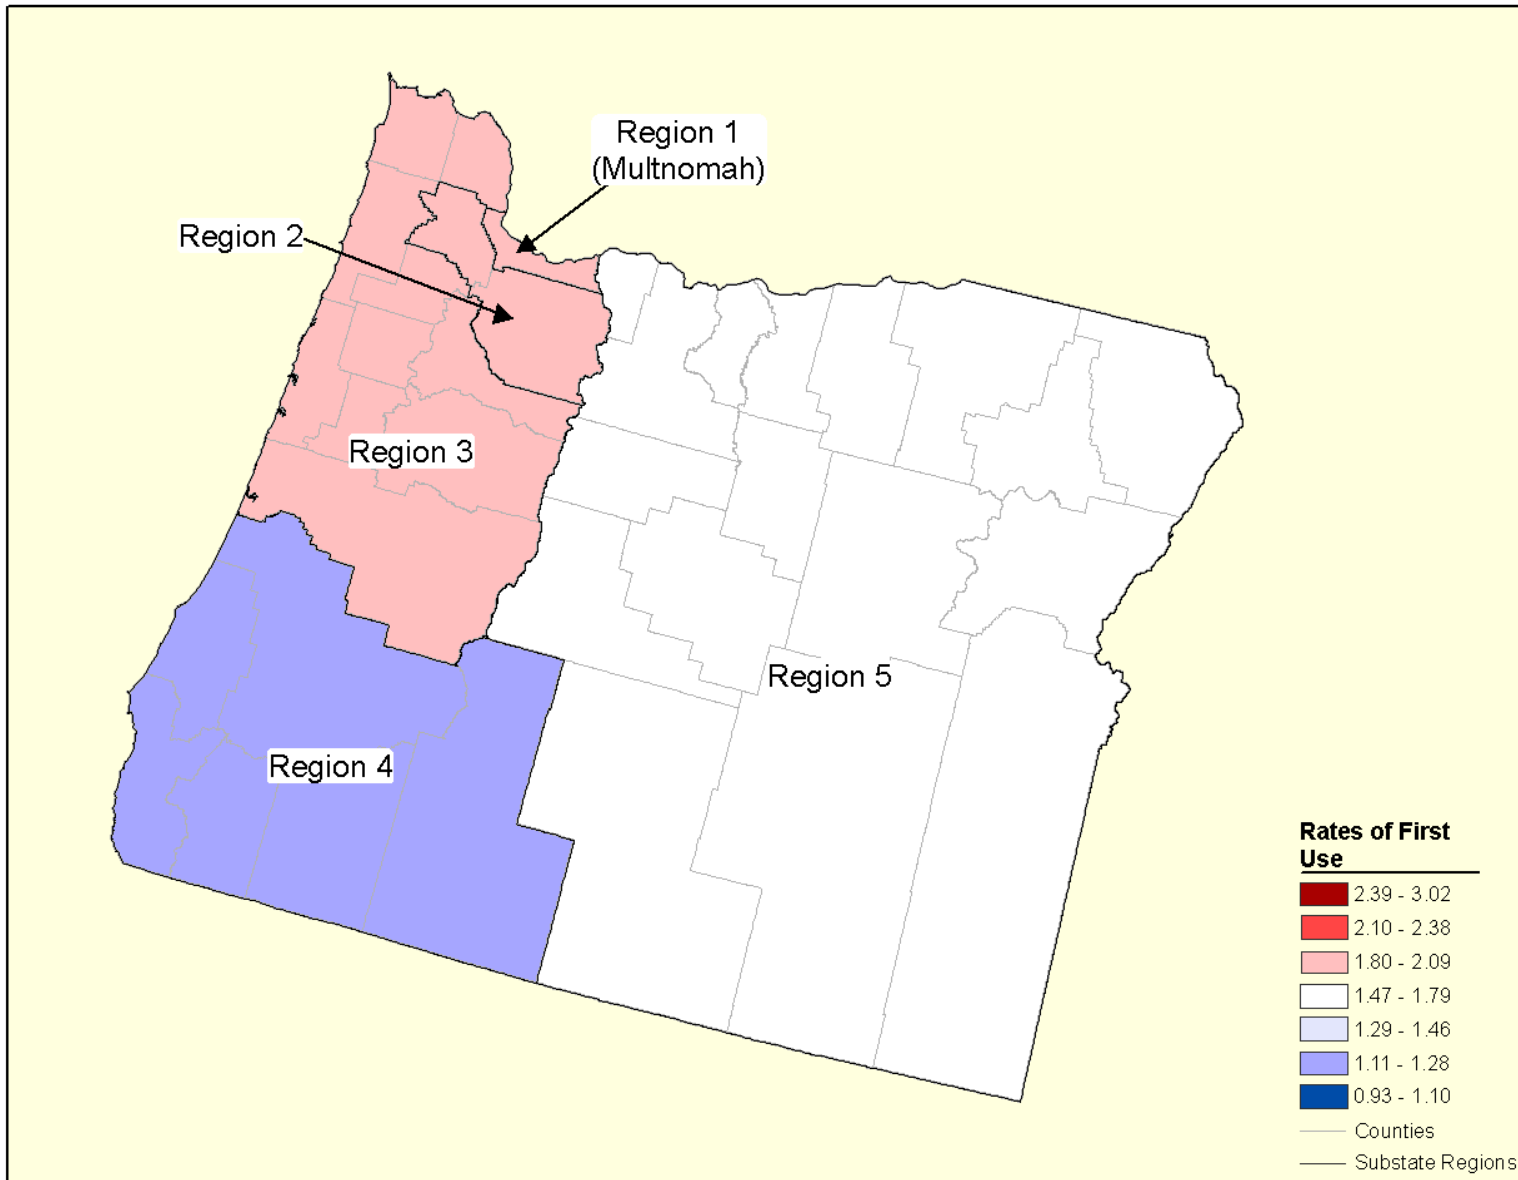 Region 1
(Multnomah)
Region 2
Region 3
Region 5
Region 4
Rates of First
Use
2.39 - 3.02
2.10 - 2.38
1.80 - 2.09
1.47 - 1.79
1.29 - 1.46
1.11 - 1.28
0.93 - 1.10
Counties
Substate Regions